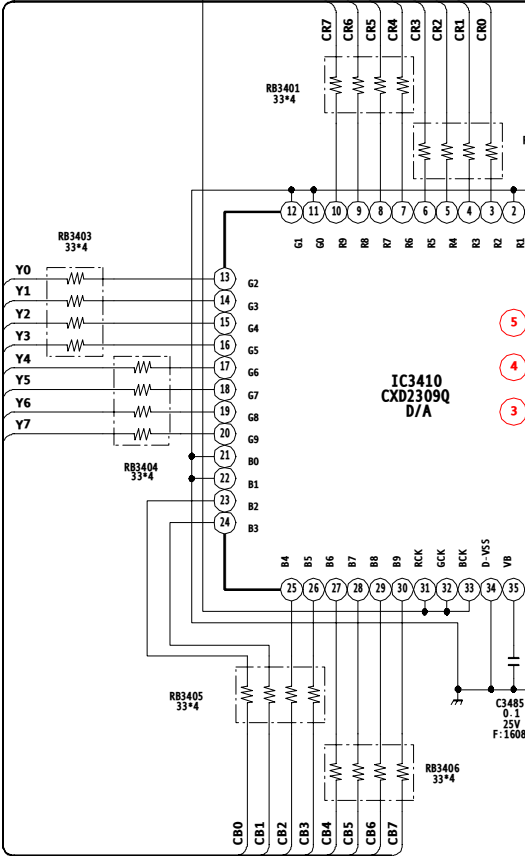 CR7 CR6 CR5 CR4 CR3 CR2 CR1 CR0
RB3401
33*4
12 11 10 9 8 7 6 5 4 3 2
G1 G0 R9 R8 R7 R6 R5 R4 R3 R2 R1
RB3403
33*4
Y0 13 G2
Y1 14 G3
Y2 15 G4
Y3 16 G5
Y4 17 G6
Y5 18 G7
Y6 19 G8
Y7 20 G9
21 B0
22 B1
23 B2
24 B3
5
4
3
IC3410
CXD2309Q
D/A
RB3404
33*4
B4 B5 B6 B7 B8 B9 RCK GCK BCK D-VSS VB
25 26 27 28 29 30 31 32 33 34 35
RB3405
33*4
C3485
0.1
25V
F:1608
RB3406
33*4
CB0 CB1 CB2 CB3 CB4 CB5 CB6 CB7